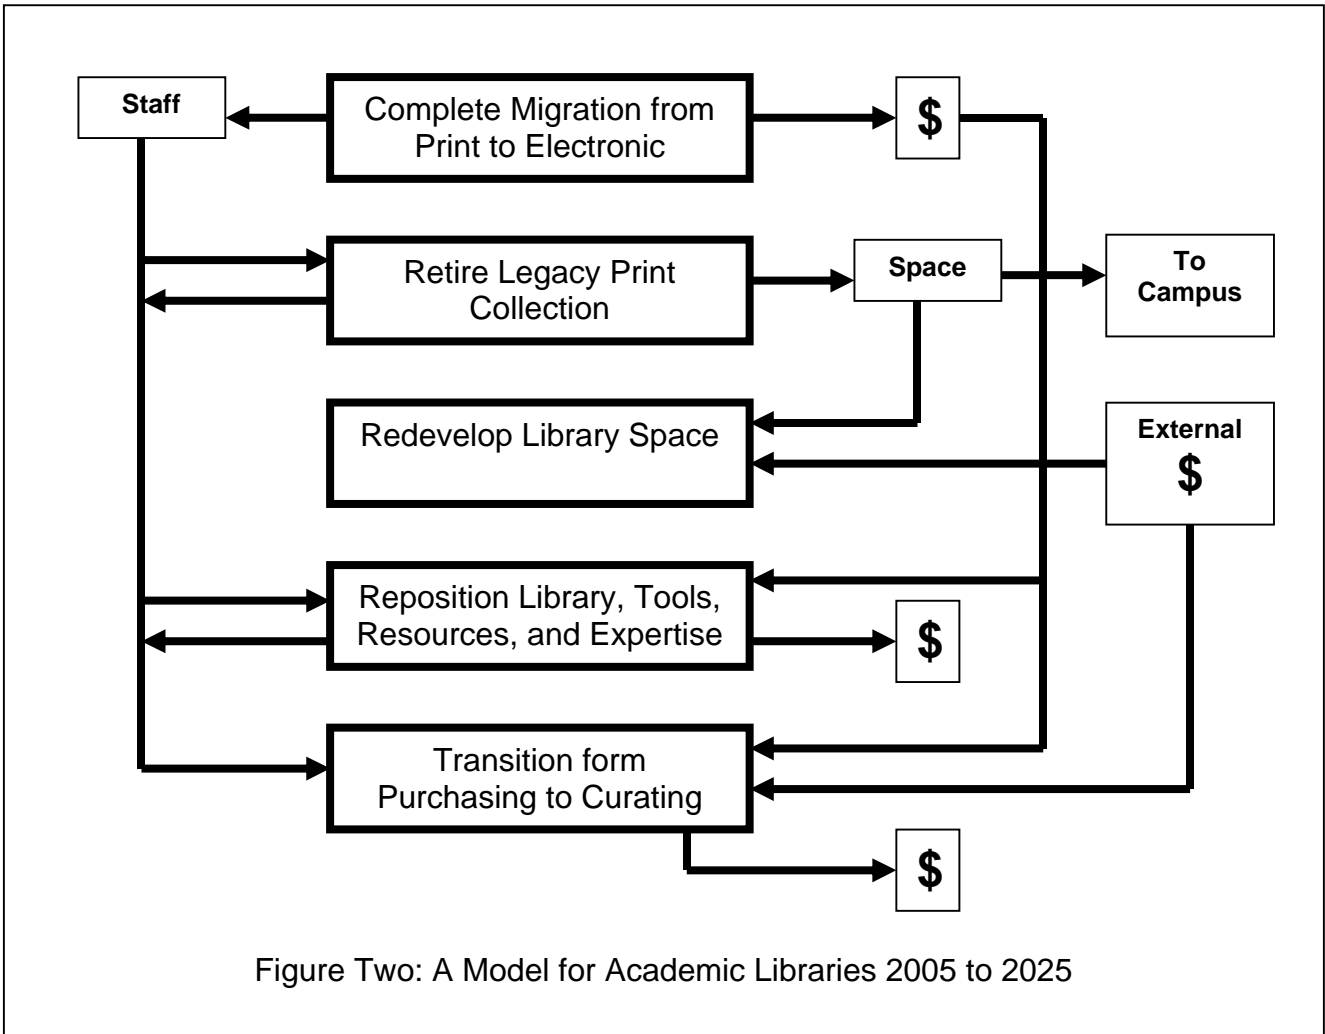 Staff
Complete Migration from
Print to Electronic
$
Retire Legacy Print
Collection
Space
To
Campus
Redevelop Library Space
External
$
Reposition Library, Tools,
Resources, and Expertise
$
Transition form
Purchasing to Curating
$
Figure Two: A Model for Academic Libraries 2005 to 2025